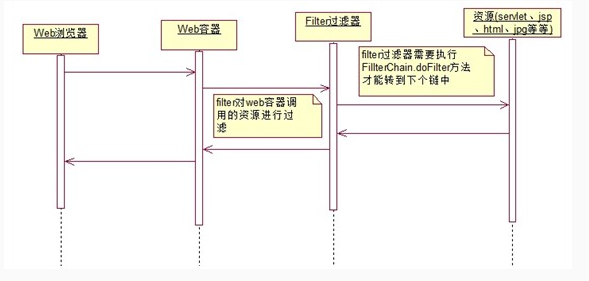 Web浏览器
Web容器
Filter过滤器
资源(servlet、jsp
、html、jpg等等)
filter过滤器需要执行
FillterChain.doFilter方法
才能转到下个链中
filter对web容器调
用的资源进行过
滤